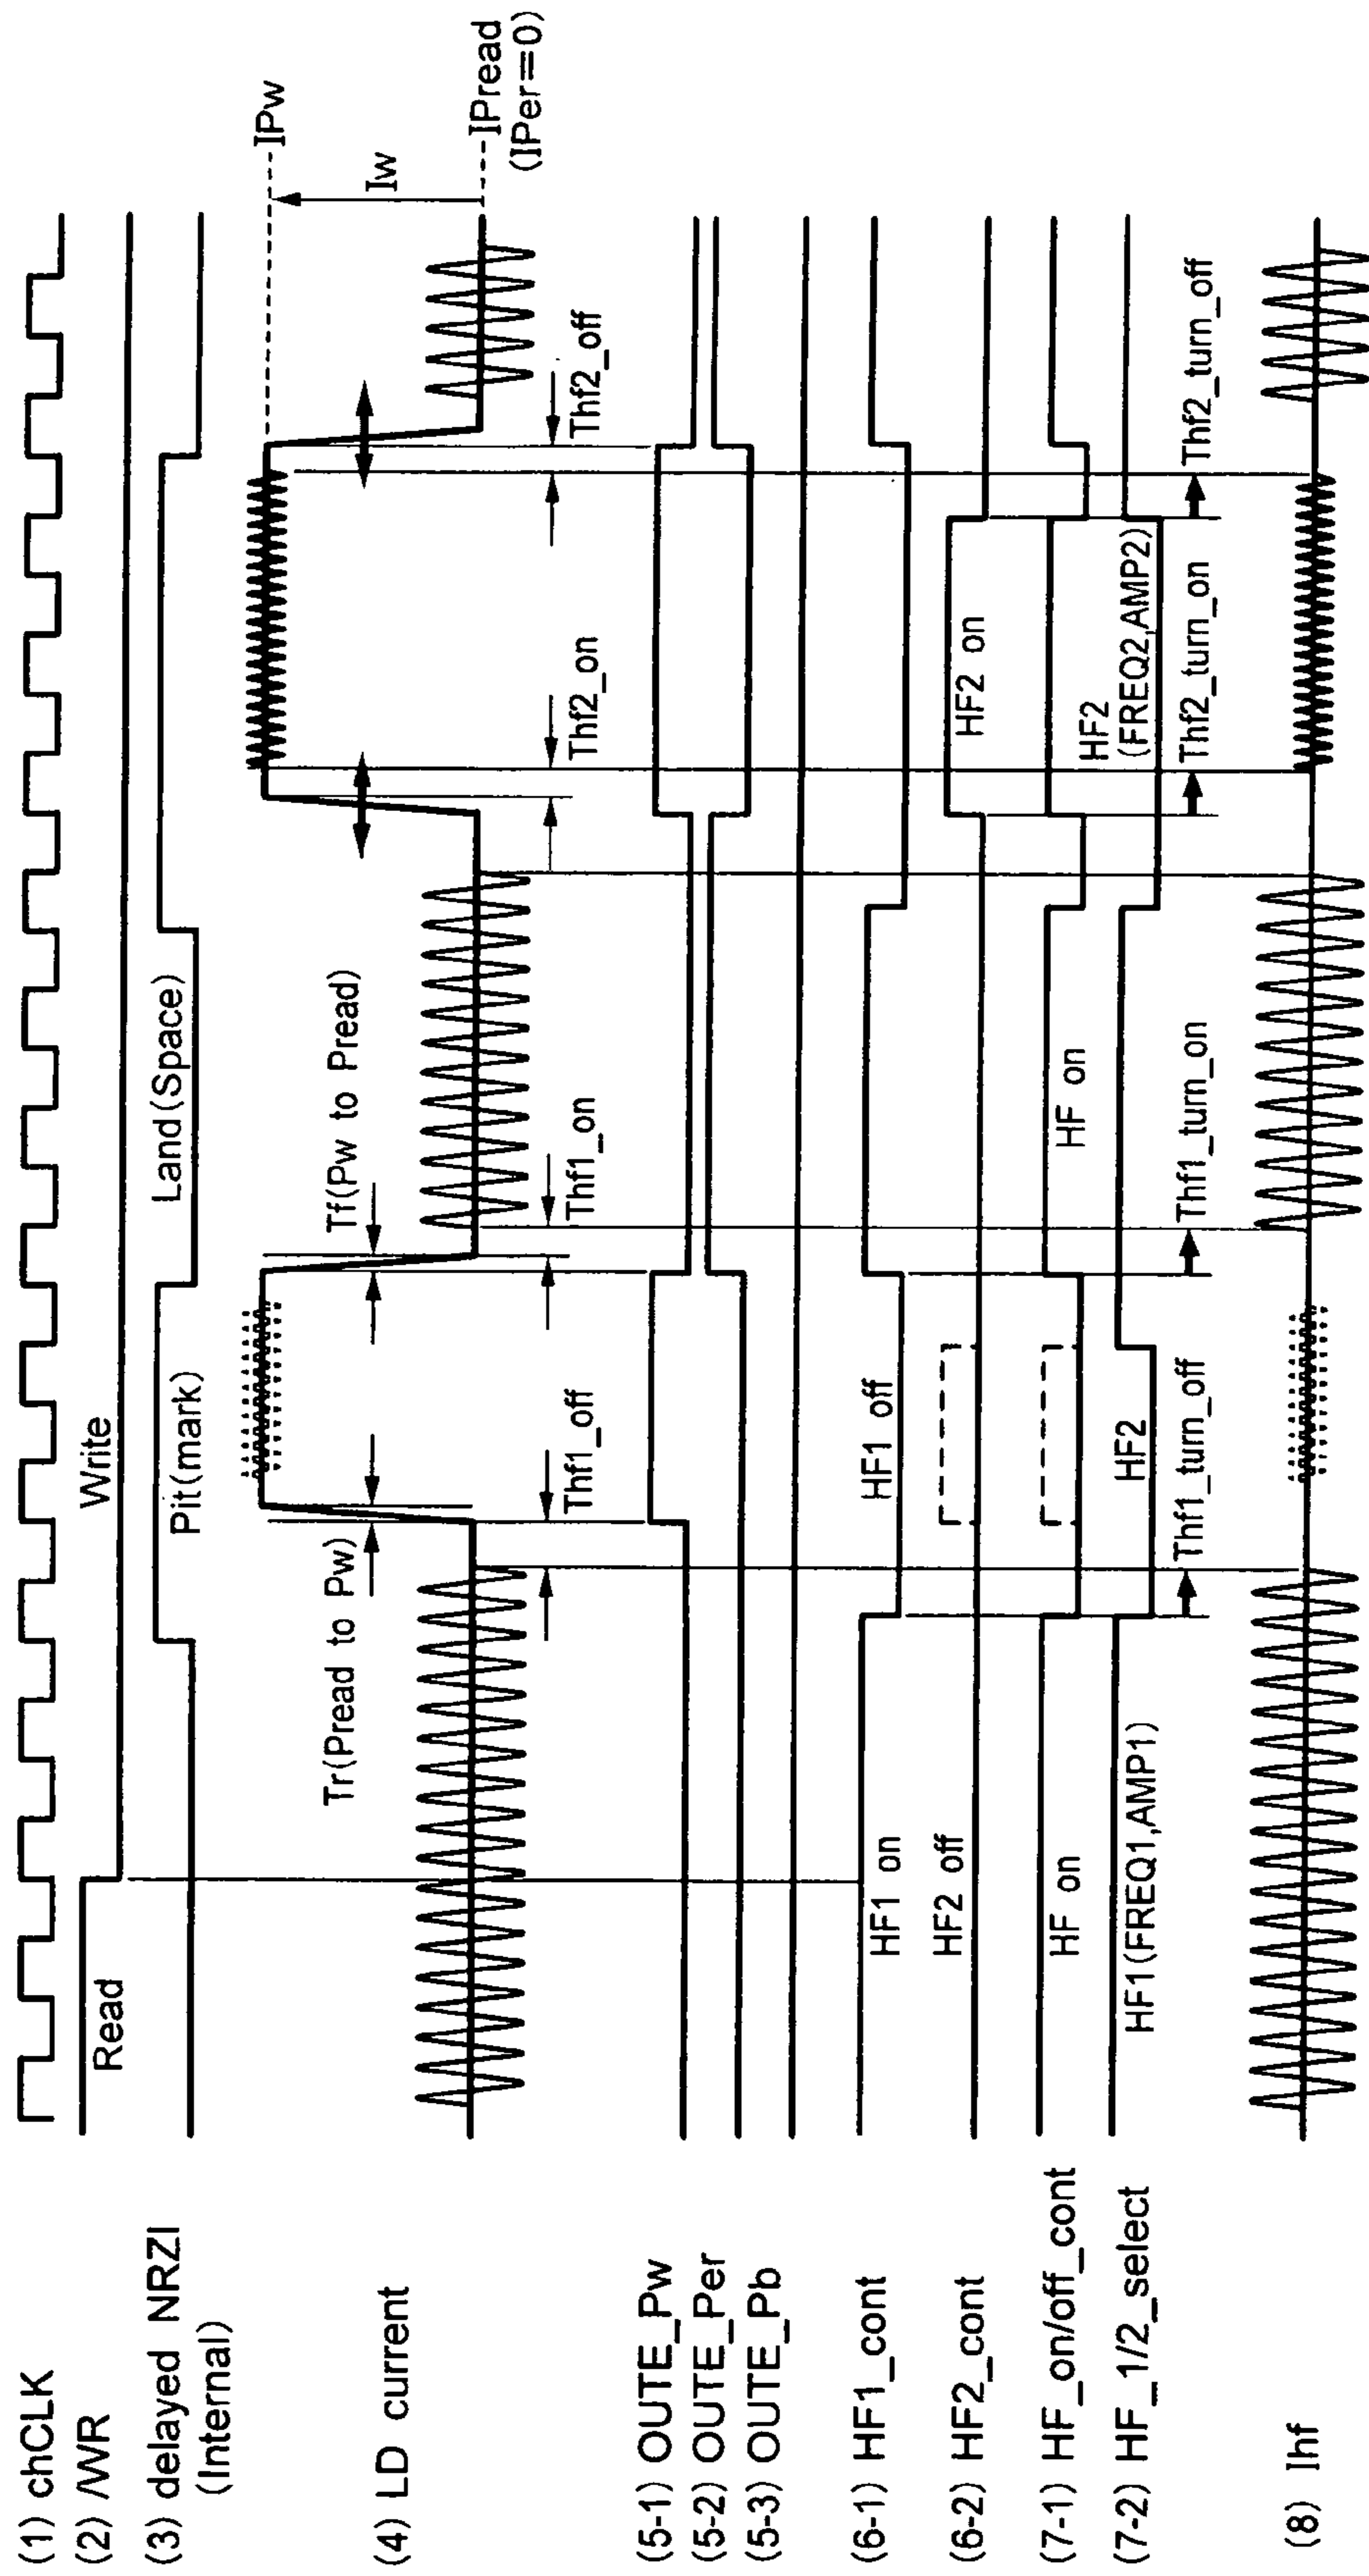 (1) chCLK
(2) /WR
Read
Write
(3) delayed NRZI
(Internal)
Pit(mark)
Land(Space)
(4) LD current
Tr(Pread to Pw)
Tf(Pw to Pread)
IPw
Iw
IPread
(IPer=0)
Thf1_off
Thf1_on
Thf2_on
Thf2_off
(5-1) OUTE_Pw
(5-2) OUTE_Per
(5-3) OUTE_Pb
(6-1) HF1_cont
HF1 on
HF1 off
(6-2) HF2_cont
HF2 off
HF2 on
(7-1) HF_on/off_cont
HF on
HF on
(7-2) HF_1/2_select
HF1(FREQ1,AMP1)
HF2
HF2
(FREQ2,AMP2)
Thf1_turn_off
Thf1_turn_on
Thf2_turn_on
Thf2_turn_off
(8) Ihf